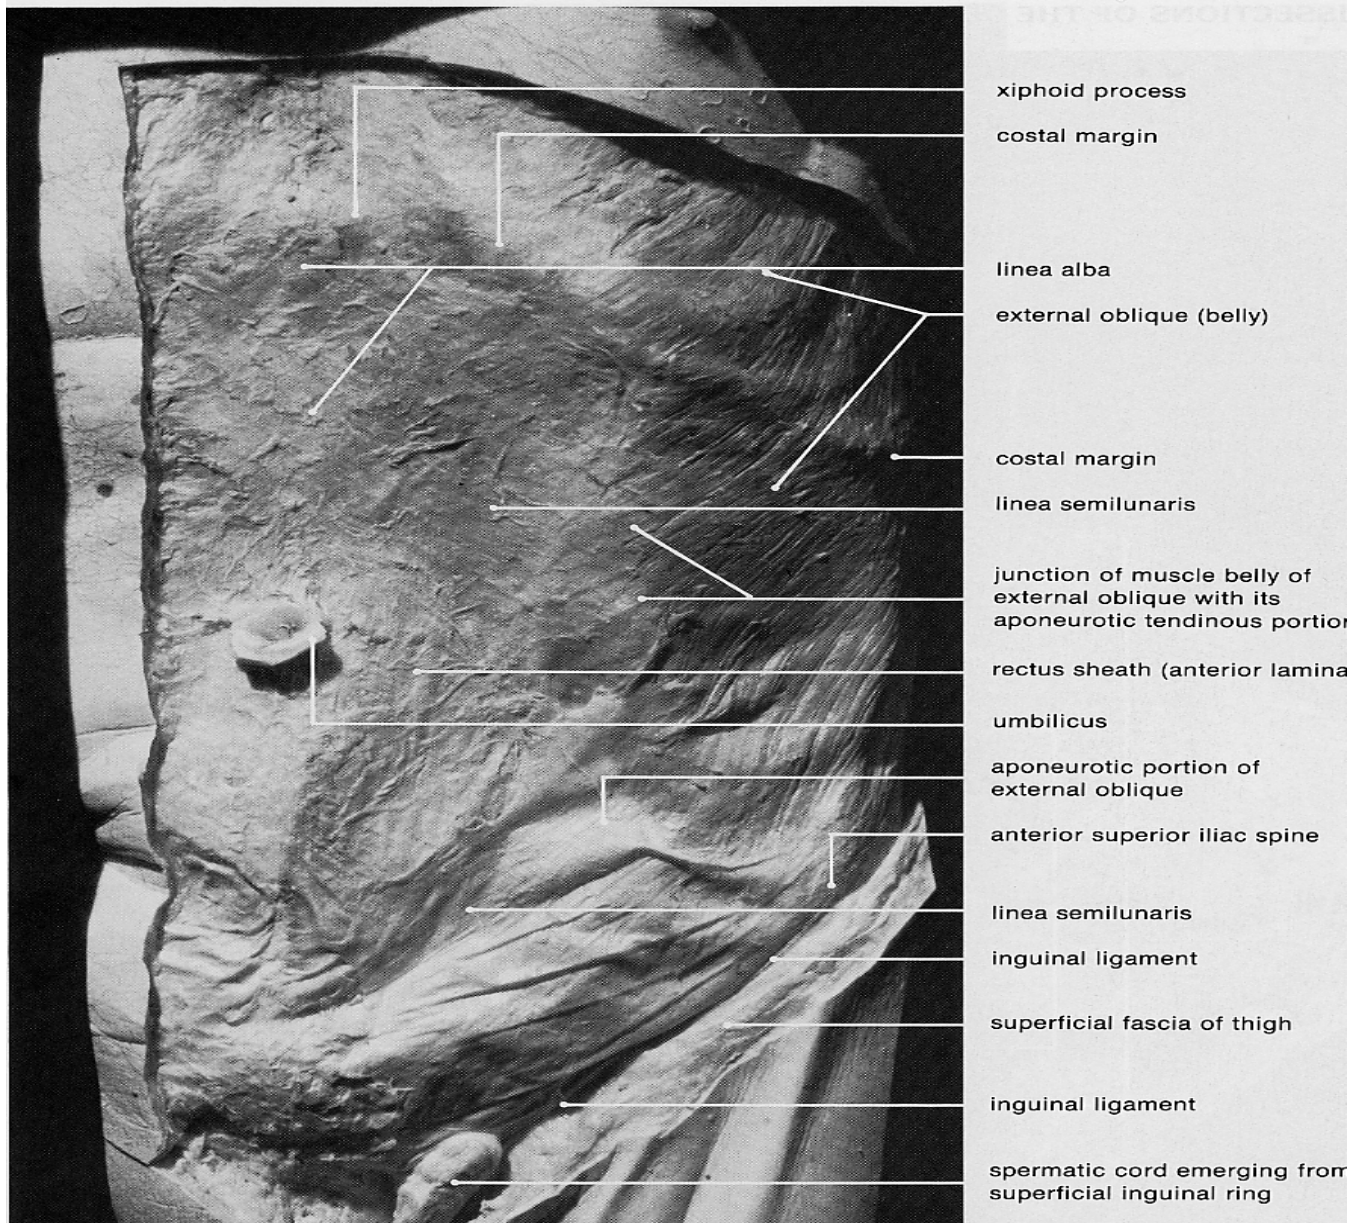 xiphoid process
costal margin
linea alba
external oblique (belly)
costal margin
linea semilunaris
junction of muscle belly of
external oblique with its
aponeurotic tendinous portion
rectus sheath (anterior lamina
umbilicus
aponeurotic portion of
external oblique
anterior superior iliac spine
linea semilunaris
inguinal ligament
superficial fascia of thigh
inguinal ligament
spermatic cord emerging from
superficial inguinal ring